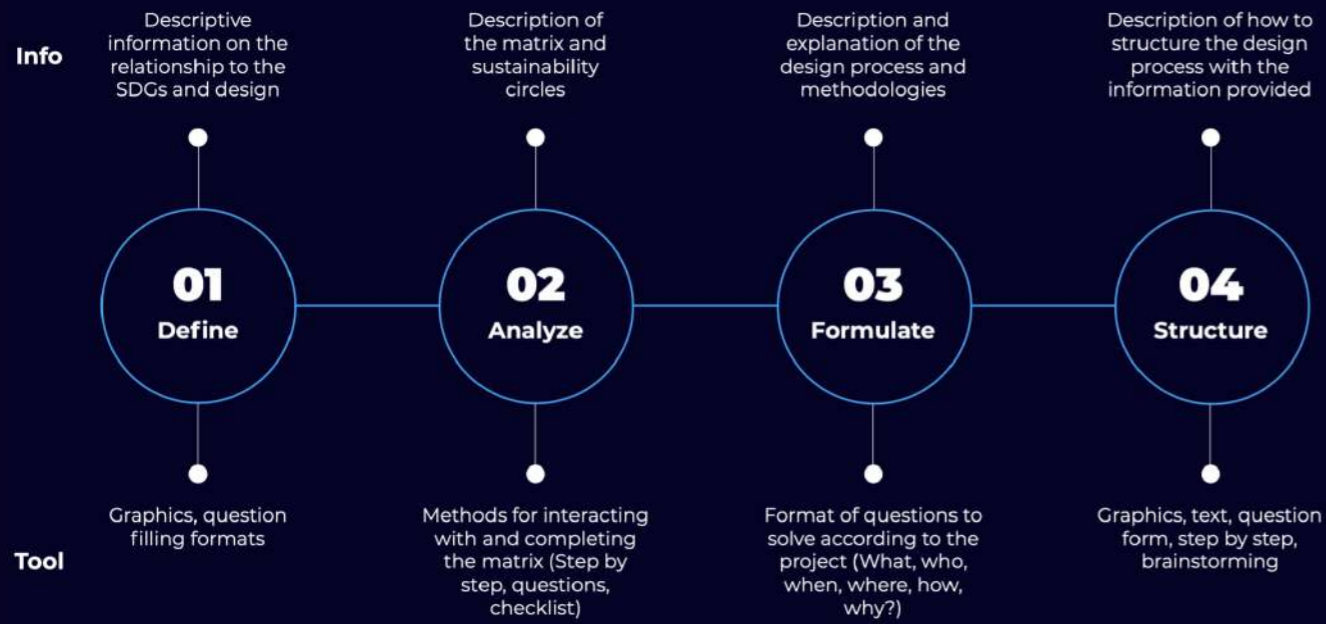 Info
Descriptive
information on the
relationship to the
SDGs and design
Description of
the matrix and
sustainability
circles
Description and
explanation of the
design process and
methodologies
Description of how to
structure the design
process with the
information provided
01
Define
02
Analyze
03
Formulate
04
Structure
Tool
Graphics, question
filling formats
Methods for interacting
with and completing
the matrix (Step by
step, questions,
checklist)
Format of questions to
solve according to the
project (What, who,
when, where, how,
why?)
Graphics, text, question
form, step by step,
brainstorming